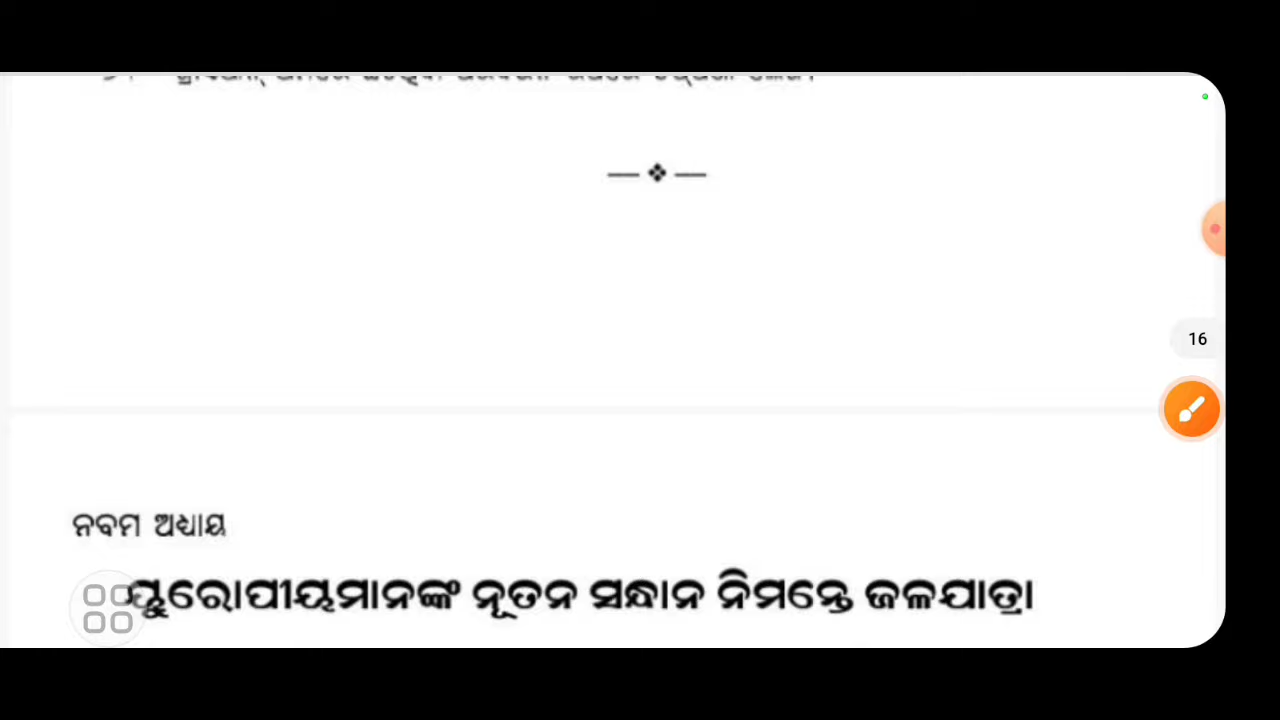 16
ନବମ ଅଧ୍ୟାୟ
ୟୁରୋପୀୟମାନଙ୍କ ନୂତନ ସନ୍ଧାନ ନିମନ୍ତେ ଜଳଯାତ୍ରା